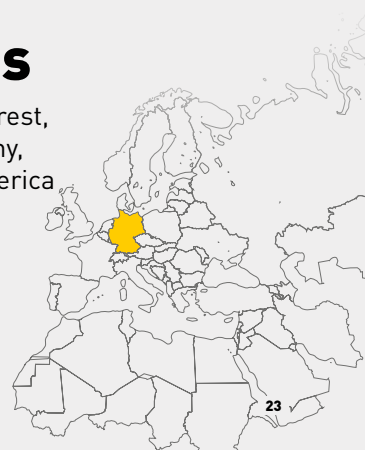 s
rest,
ny,
erica
23